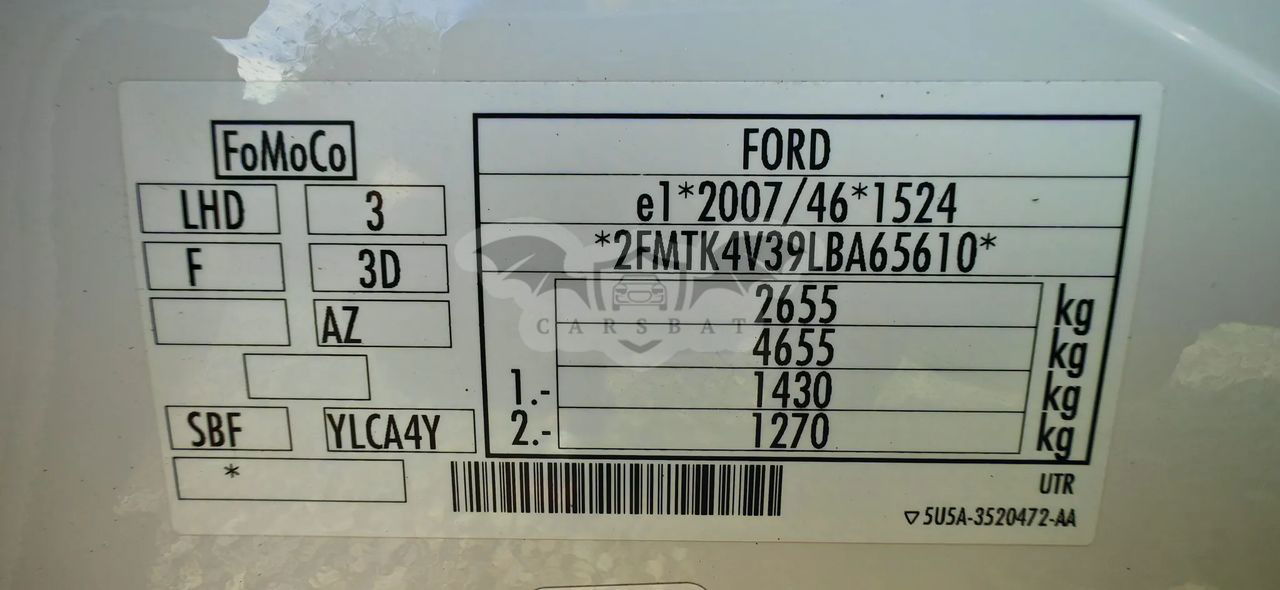 FoMoCo
LHD 3
F 3D
AZ
SBF YLCA4Y
*
FORD
e1*2007/46*1524
*2FMTK4V39LBA65610*
2655 kg
4655 kg
1.- 1430 kg
2.- 1270 kg
UTR
5U5A-3520472-AA
CARSBAT